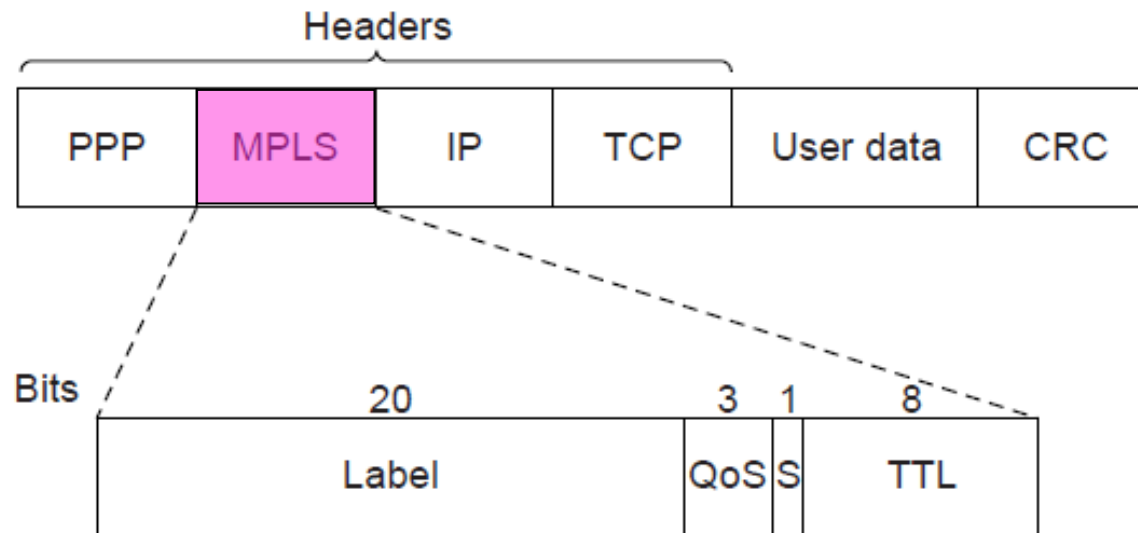 Headers
PPP MPLS IP TCP User data CRC
Bits 20 3 1 8
Label QoS S TTL